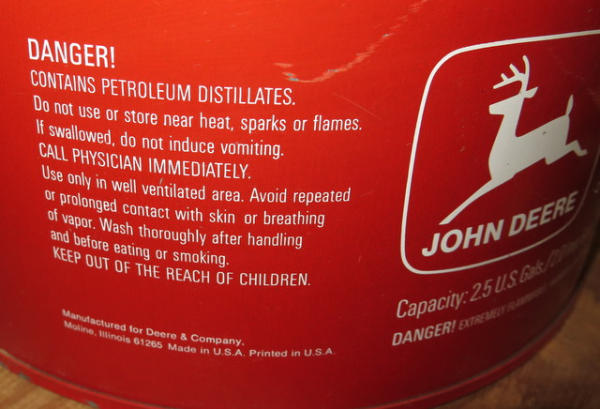 DANGER!
CONTAINS PETROLEUM DISTILLATES.
Do not use or store near heat, sparks or flames.
If swallowed, do not induce vomiting.
CALL PHYSICIAN IMMEDIATELY.
Use only in well ventilated area. Avoid repeated
or prolonged contact with skin or breathing
of vapor. Wash thoroughly after handling
and before eating or smoking.
KEEP OUT OF THE REACH OF CHILDREN.
Manufactured for Deere & Company,
Moline, Illinois 61265 Made in U.S.A. Printed in U.S.A.
JOHN DEERE
Capacity: 2.5 U.S. Gals.
DANGER! EXTREMELY